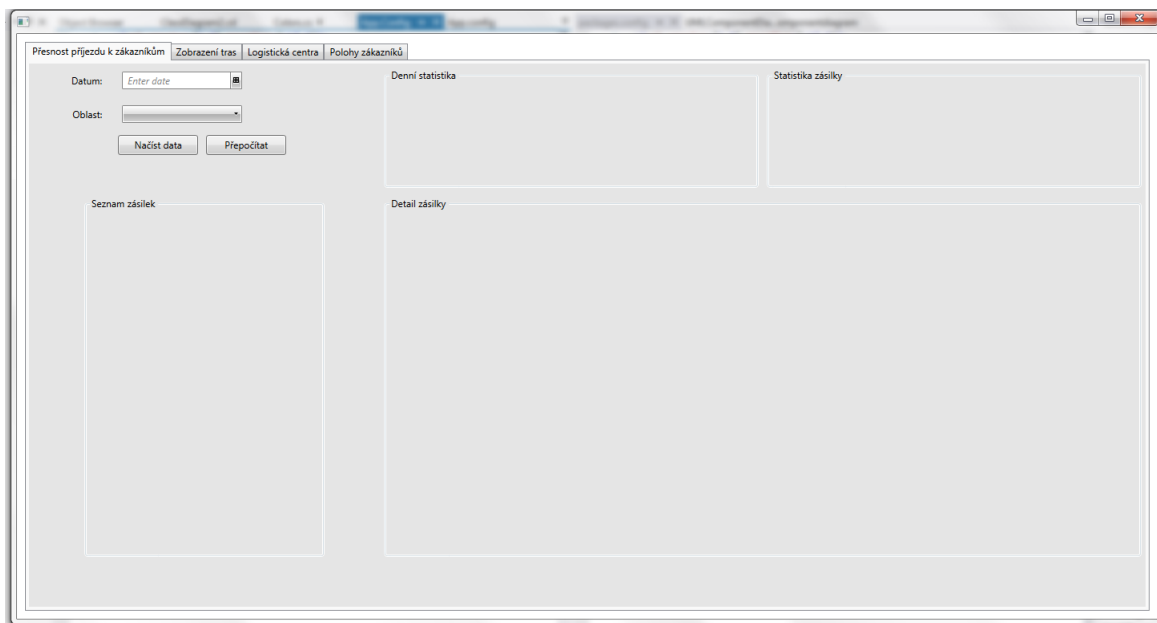 Přesnost příjezdu k zákazníkům Zobrazení tras Logistická centra Polohy zákazníků
Datum: Enter date
Oblast:
Načíst data Přepočítat
Denní statistika
Statistika zásilky
Seznam zásilek
Detail zásilky